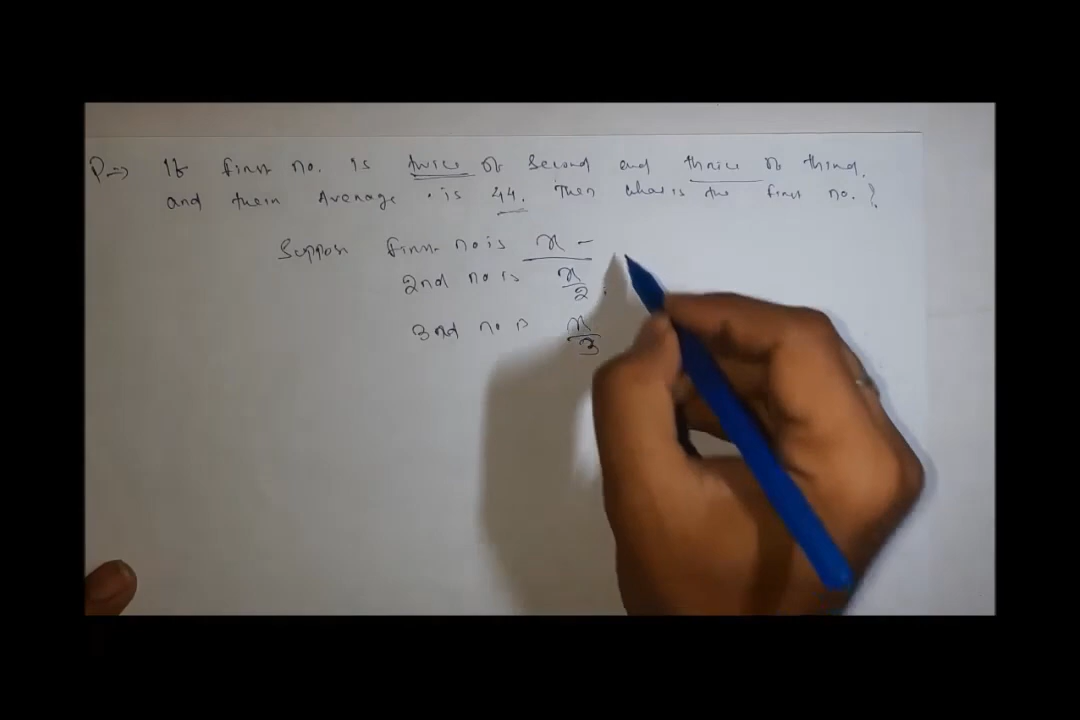 P⇒ If first no. is twice of second and thrice of third.
and their Average is 44. Then what is the first no.?
Suppose first no is x -
2nd no is x/2.
3rd no is x/3